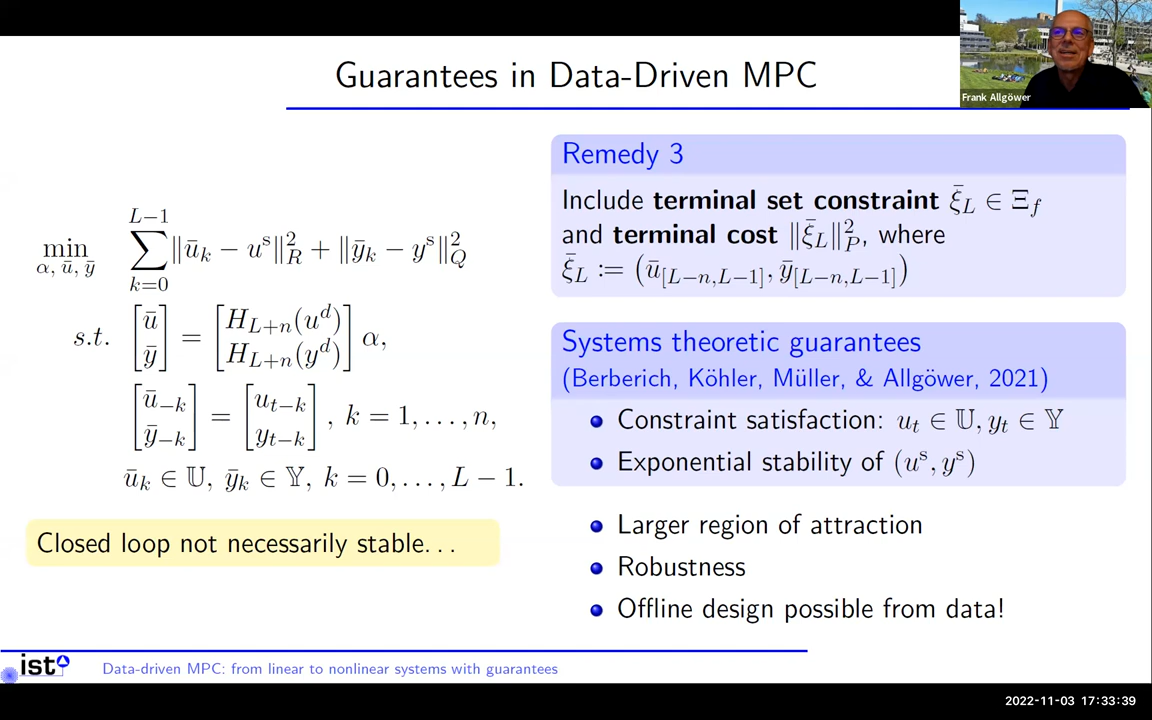 Frank Allgöwer
Guarantees in Data-Driven MPC
min_{α, ū, ȳ} \sum_{k=0}^{L−1} ‖ū_k − u^s‖²_R + ‖ȳ_k − y^s‖²_Q
s.t. [ū; ȳ] = [H_{L+n}(u^d); H_{L+n}(y^d)] α,
[ū_{−k}; ȳ_{−k}] = [u_{t−k}; y_{t−k}], k = 1, . . . , n,
ū_k ∈ 𝕌, ȳ_k ∈ 𝕐, k = 0, . . . , L − 1.
Closed loop not necessarily stable. . .
Remedy 3
Include terminal set constraint ξ̄_L ∈ Ξ_f
and terminal cost ‖ξ̄_L‖²_P, where
ξ̄_L := (ū_{[L−n,L−1]}, ȳ_{[L−n,L−1]})
Systems theoretic guarantees
(Berberich, Köhler, Müller, & Allgöwer, 2021)
Constraint satisfaction: u_t ∈ 𝕌, y_t ∈ 𝕐
Exponential stability of (u^s, y^s)
Larger region of attraction
Robustness
Offline design possible from data!
ist
Data-driven MPC: from linear to nonlinear systems with guarantees
2022-11-03 17:33:39